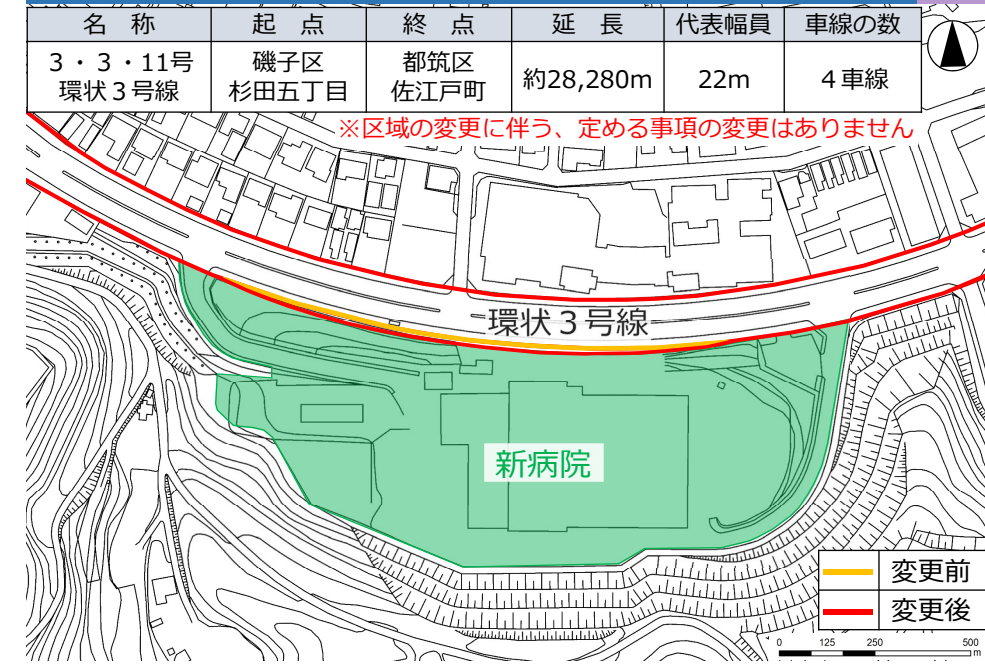 名 称 起 点 終 点 延 長 代表幅員 車線の数
3・3・11号 環状3号線 磯子区 杉田五丁目 都筑区 佐江戸町 約28,280m 22m 4車線
※区域の変更に伴う、定める事項の変更はありません
環状3号線
新病院
変更前
変更後
0 125 250 500
m